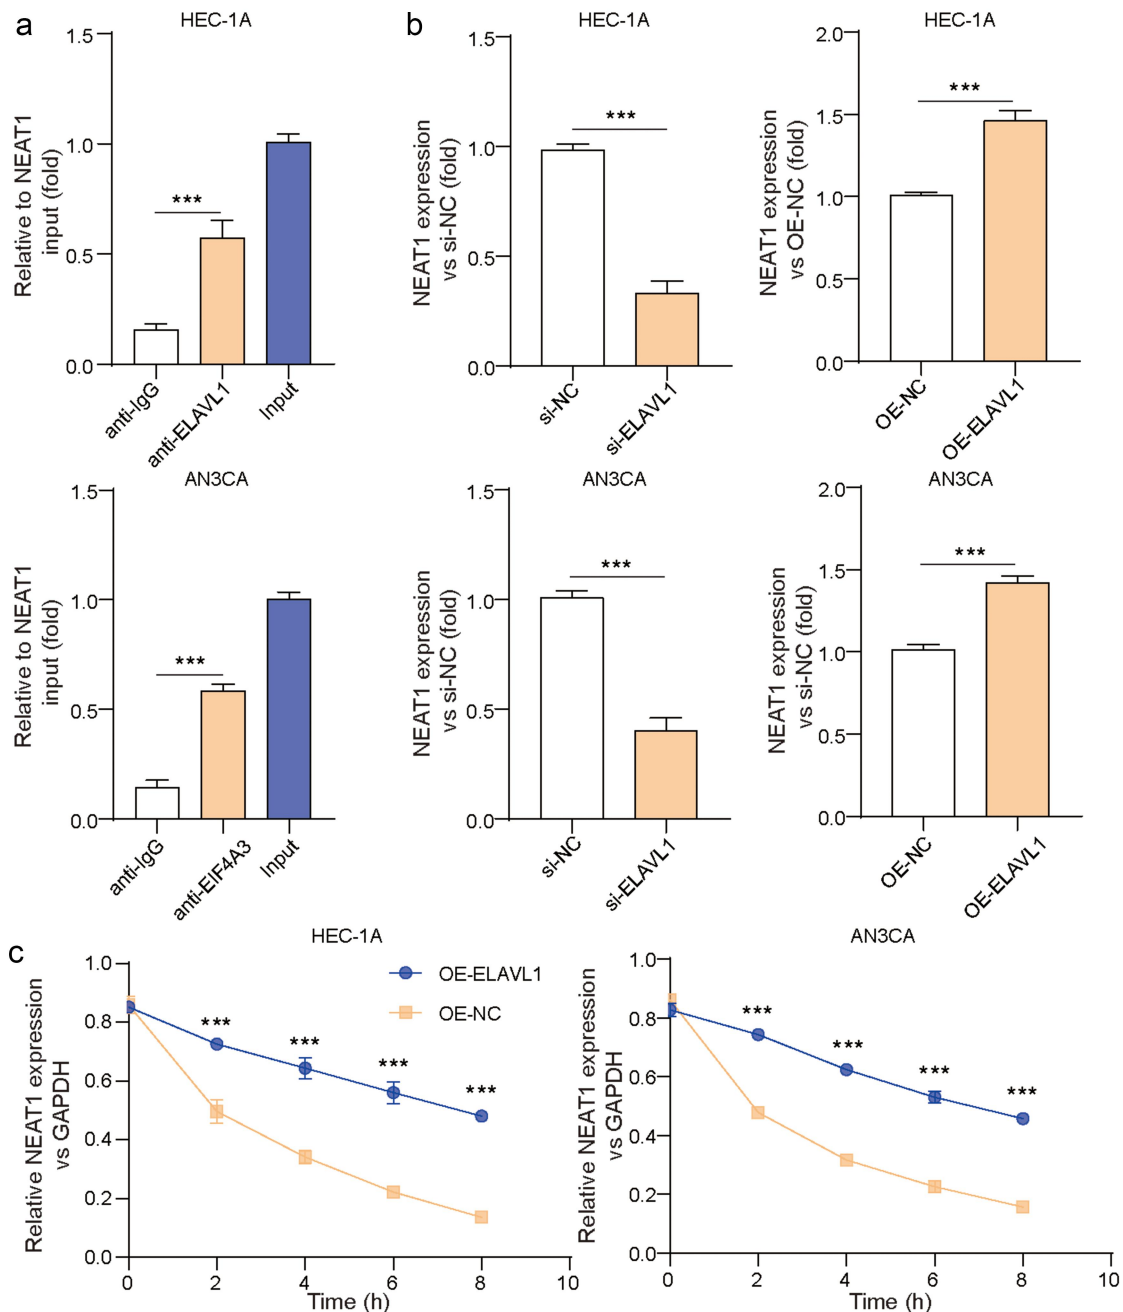 a
HEC-1A
Relative to NEAT1
input (fold)
1.5
1.0
0.5
0.0
***
anti-IgG
anti-ELAVL1
Input
b
HEC-1A
NEAT1 expression
vs si-NC (fold)
1.5
1.0
0.5
0.0
***
si-NC
si-ELAVL1
HEC-1A
NEAT1 expression
vs OE-NC (fold)
2.0
1.5
1.0
0.5
0.0
***
OE-NC
OE-ELAVL1
AN3CA
Relative to NEAT1
input (fold)
1.5
1.0
0.5
0.0
***
anti-IgG
anti-EIF4A3
Input
AN3CA
NEAT1 expression
vs si-NC (fold)
1.5
1.0
0.5
0.0
***
si-NC
si-ELAVL1
AN3CA
NEAT1 expression
vs si-NC (fold)
2.0
1.5
1.0
0.5
0.0
***
OE-NC
OE-ELAVL1
c
HEC-1A
Relative NEAT1 expression
vs GAPDH
1.0
0.8
0.6
0.4
0.2
0.0
OE-ELAVL1
OE-NC
***
***
***
***
0
2
4
6
8
10
Time (h)
AN3CA
Relative NEAT1 expression
vs GAPDH
1.0
0.8
0.6
0.4
0.2
0.0
***
***
***
***
0
2
4
6
8
10
Time (h)